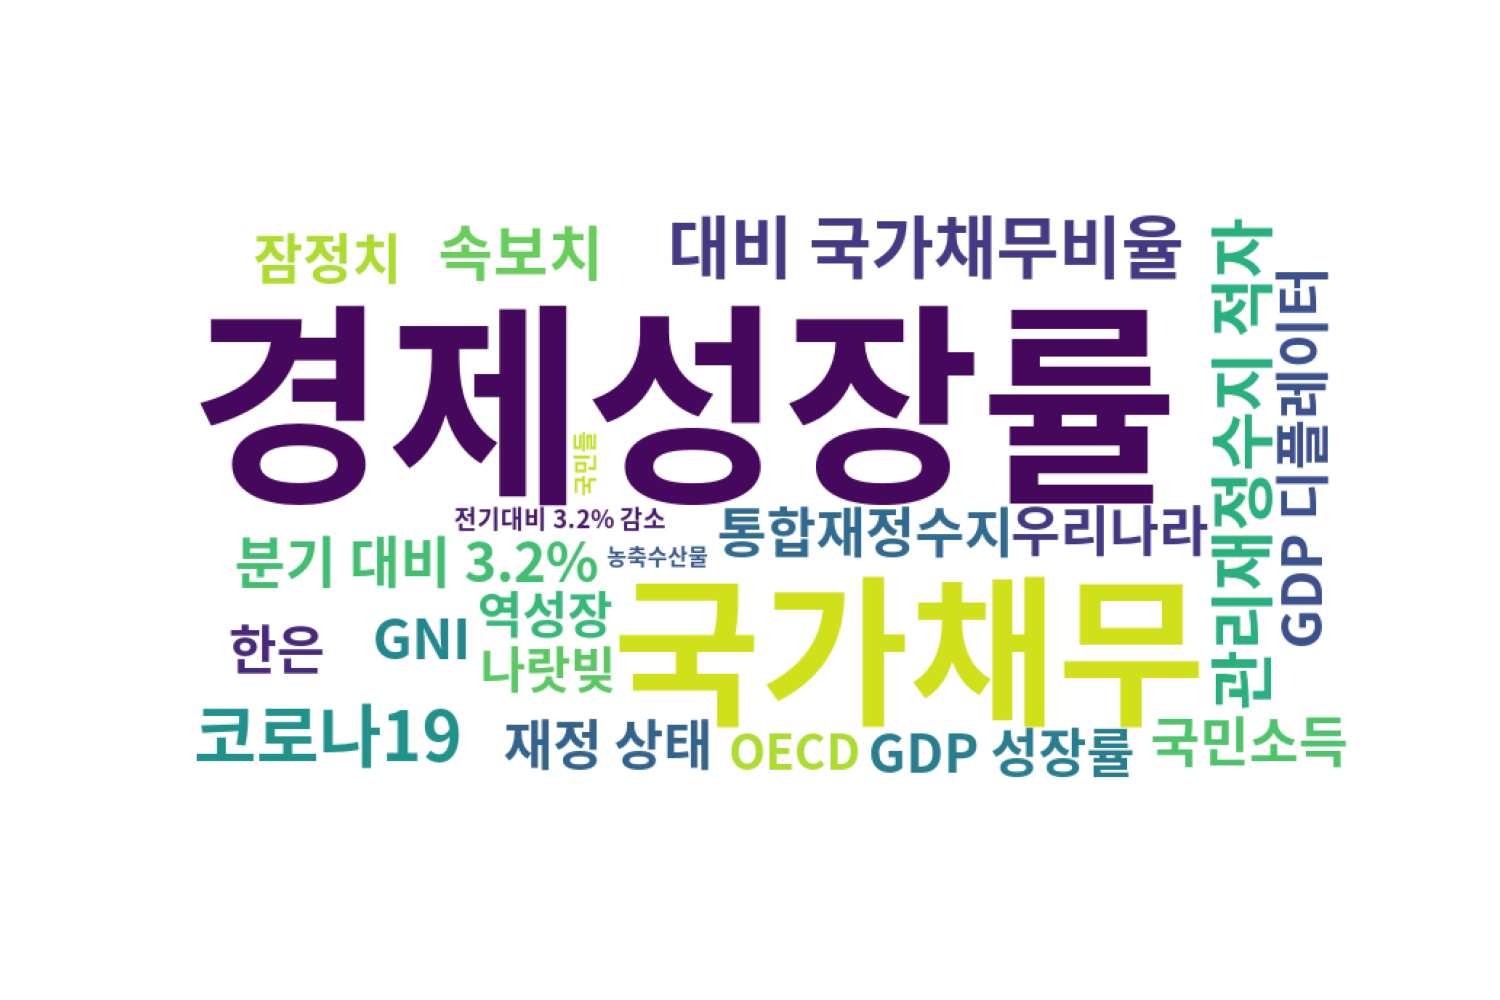 잠정치
속보치
대비 국가채무비율
경제성장률
국민들
관리재정수지 적자
GDP 디플레이터
전기대비 3.2% 감소
통합재정수지
우리나라
분기 대비 3.2%
농축수산물
국가채무
역성장
한은
GNI
나랏빚
코로나19
재정 상태
OECD
GDP 성장률
국민소득